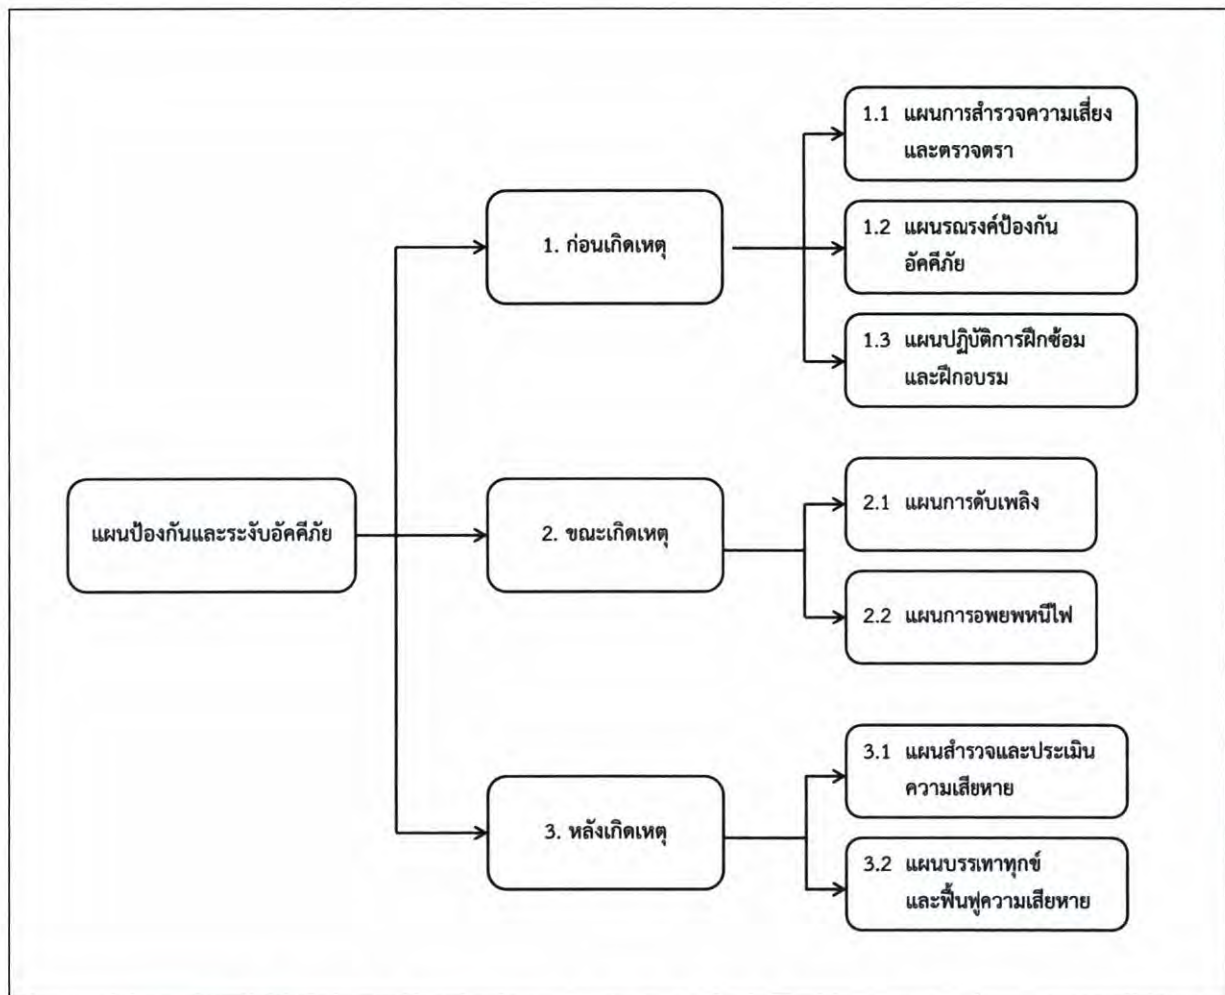 แผนป้องกันและระงับอัคคีภัย
1. ก่อนเกิดเหตุ
1.1 แผนการสำรวจความเสี่ยง
และตรวจตรา
1.2 แผนรณรงค์ป้องกัน
อัคคีภัย
1.3 แผนปฏิบัติการฝึกซ้อม
และฝึกอบรม
2. ขณะเกิดเหตุ
2.1 แผนการดับเพลิง
2.2 แผนการอพยพหนีไฟ
3. หลังเกิดเหตุ
3.1 แผนสำรวจและประเมิน
ความเสียหาย
3.2 แผนบรรเทาทุกข์
และฟื้นฟูความเสียหาย